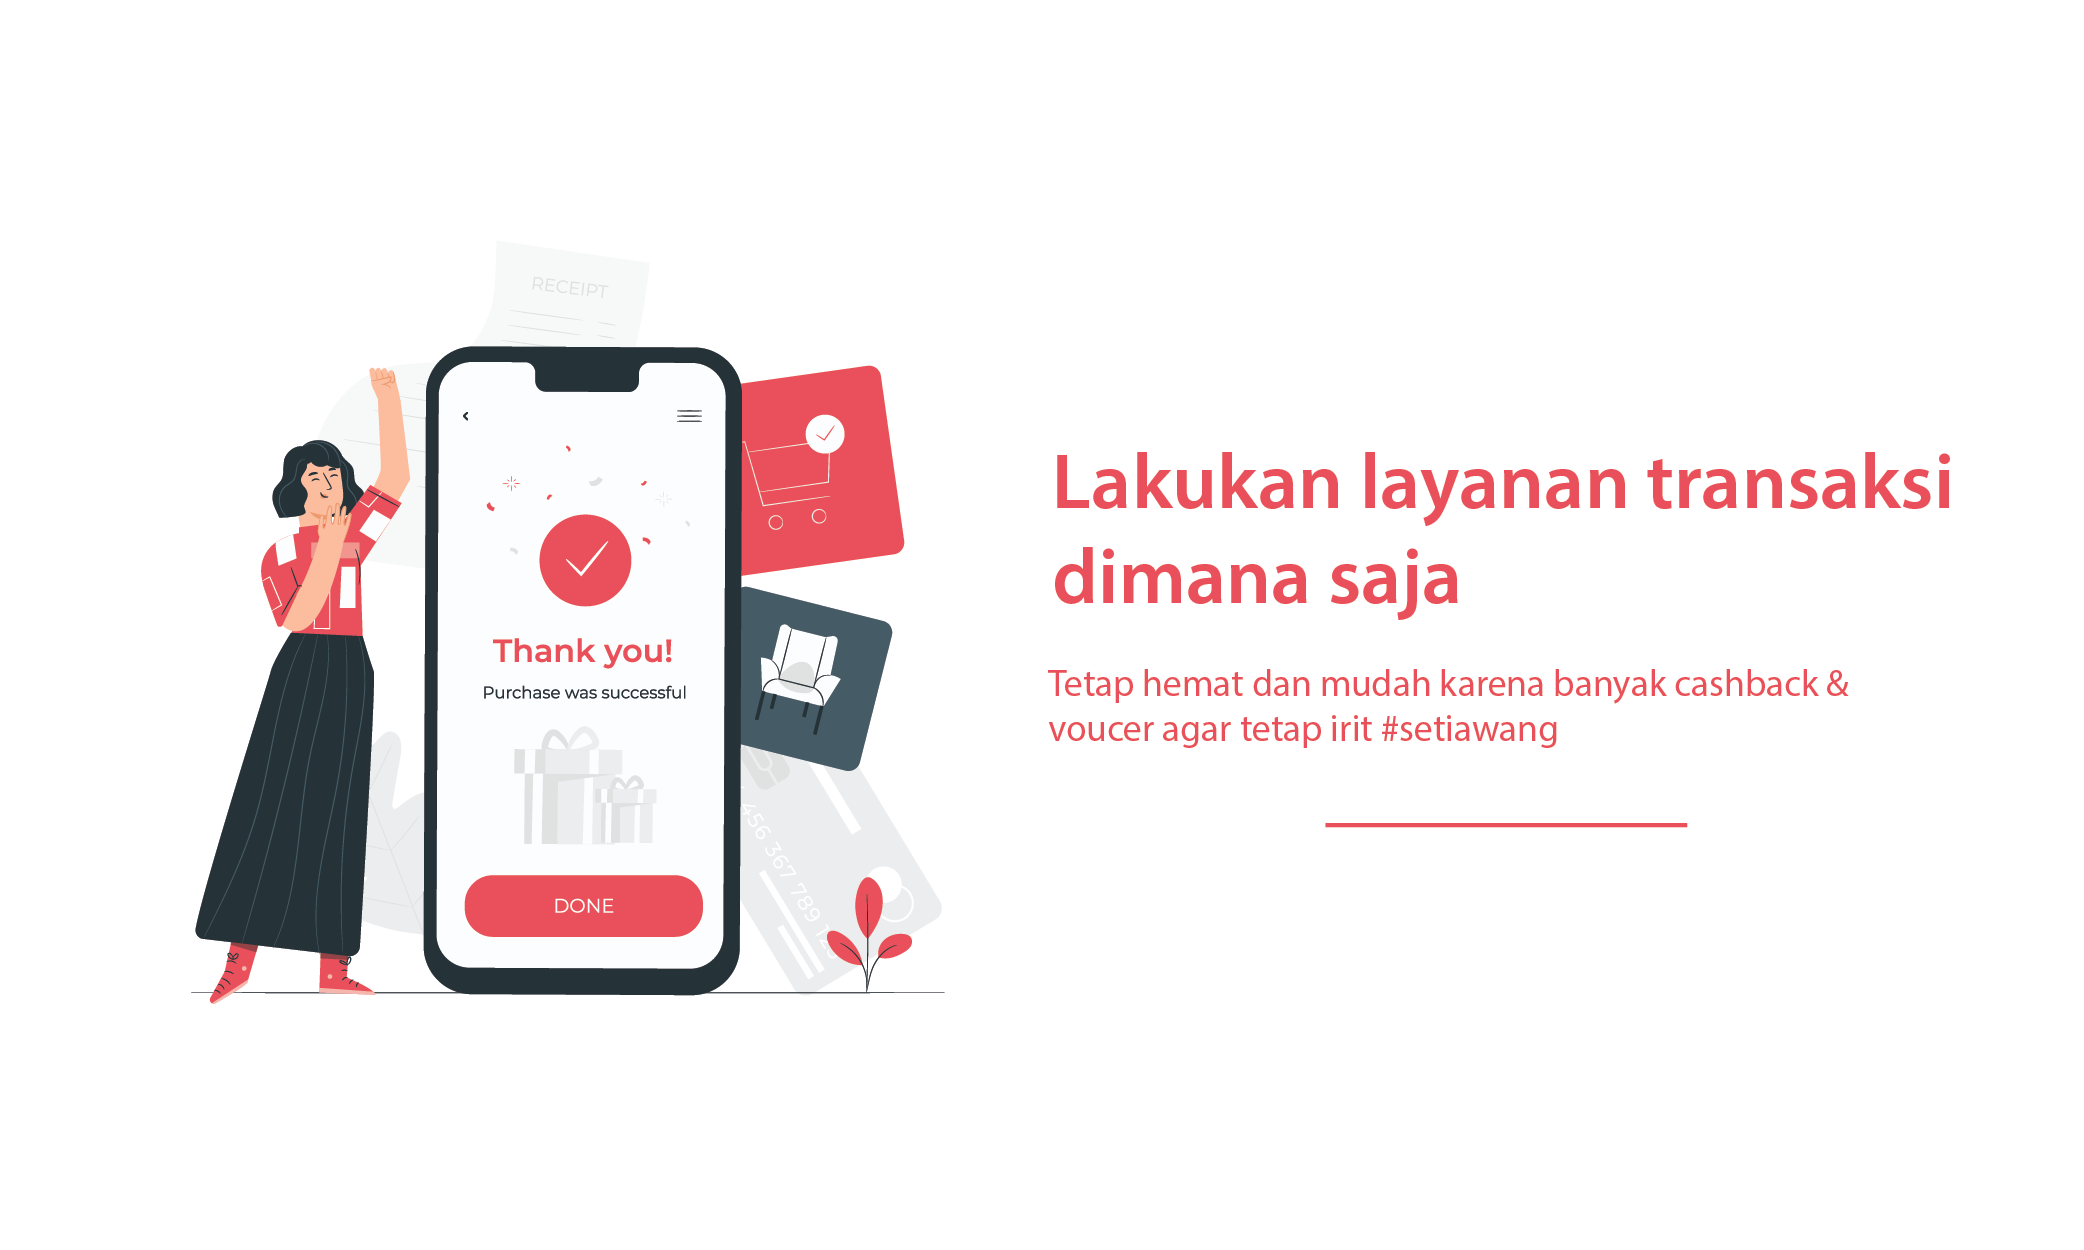 RECEIPT
Thank you!
Purchase was successful
DONE
456 367 789 12
Lakukan layanan transaksi
dimana saja
Tetap hemat dan mudah karena banyak cashback &
voucer agar tetap irit #setiawang